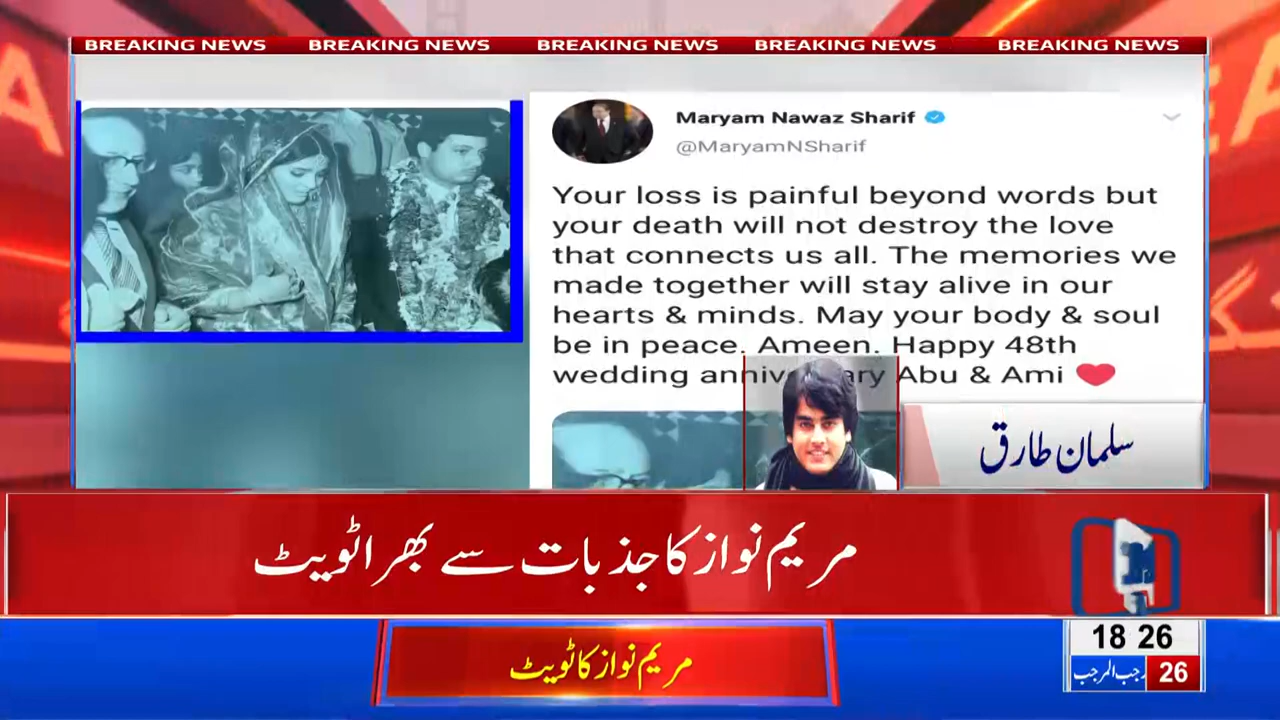 BREAKING NEWS BREAKING NEWS BREAKING NEWS BREAKING NEWS BREAKING NEWS
Maryam Nawaz Sharif
@MaryamNSharif
Your loss is painful beyond words but
your death will not destroy the love
that connects us all. The memories we
made together will stay alive in our
hearts & minds. May your body & soul
be in peace. Ameen. Happy 48th
wedding Abu & Ami ❤
سلمان طارق
مریم نواز کا جذبات سے بھرا ٹویٹ
18 26
مریم نواز کا ٹویٹ
رجب المرجب 26